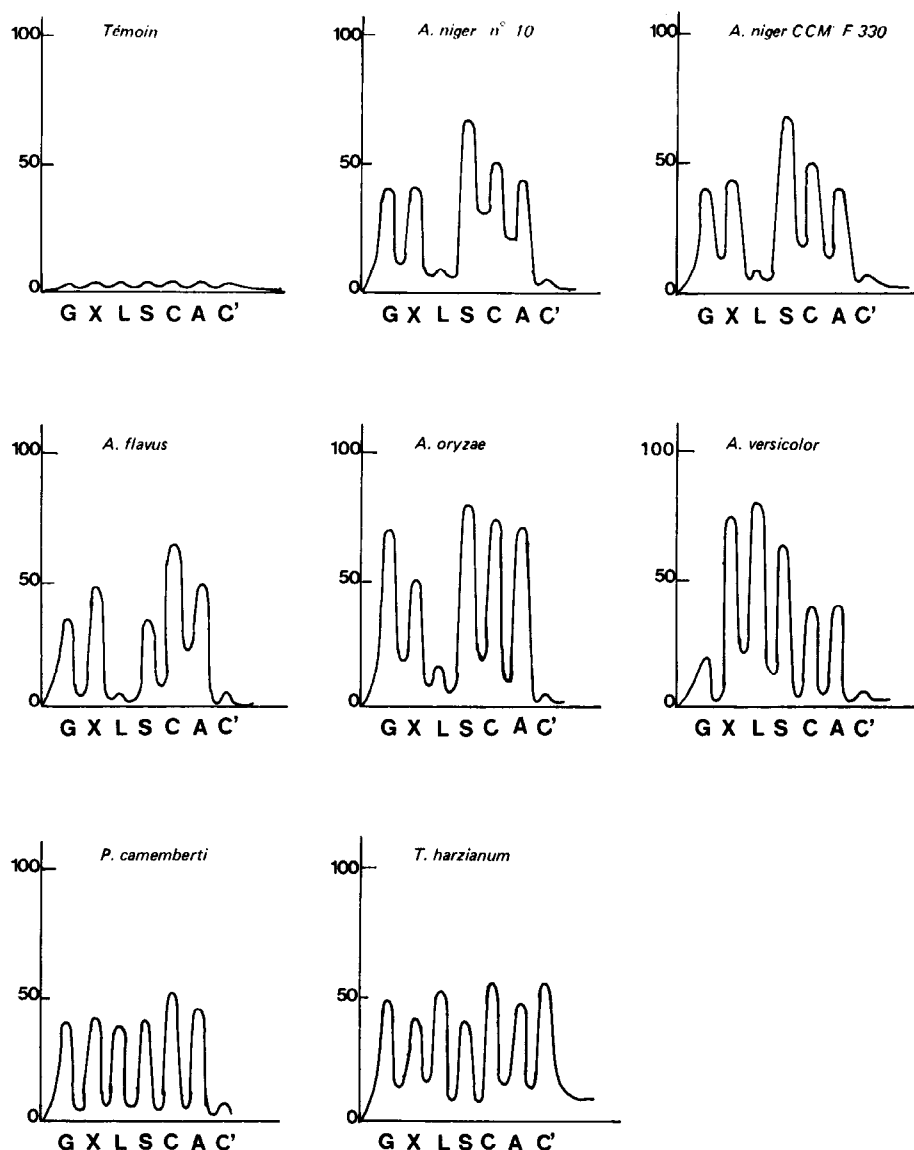 Témoin
100
50
0
G X L S C A C'
A. niger n° 10
100
50
0
G X L S C A C'
A. niger CCM F 330
100
50
0
G X L S C A C'
A. flavus
100
50
0
G X L S C A C'
A. oryzae
100
50
0
G X L S C A C'
A. versicolor
100
50
0
G X L S C A C'
P. camemberti
100
50
0
G X L S C A C'
T. harzianum
100
50
0
G X L S C A C'